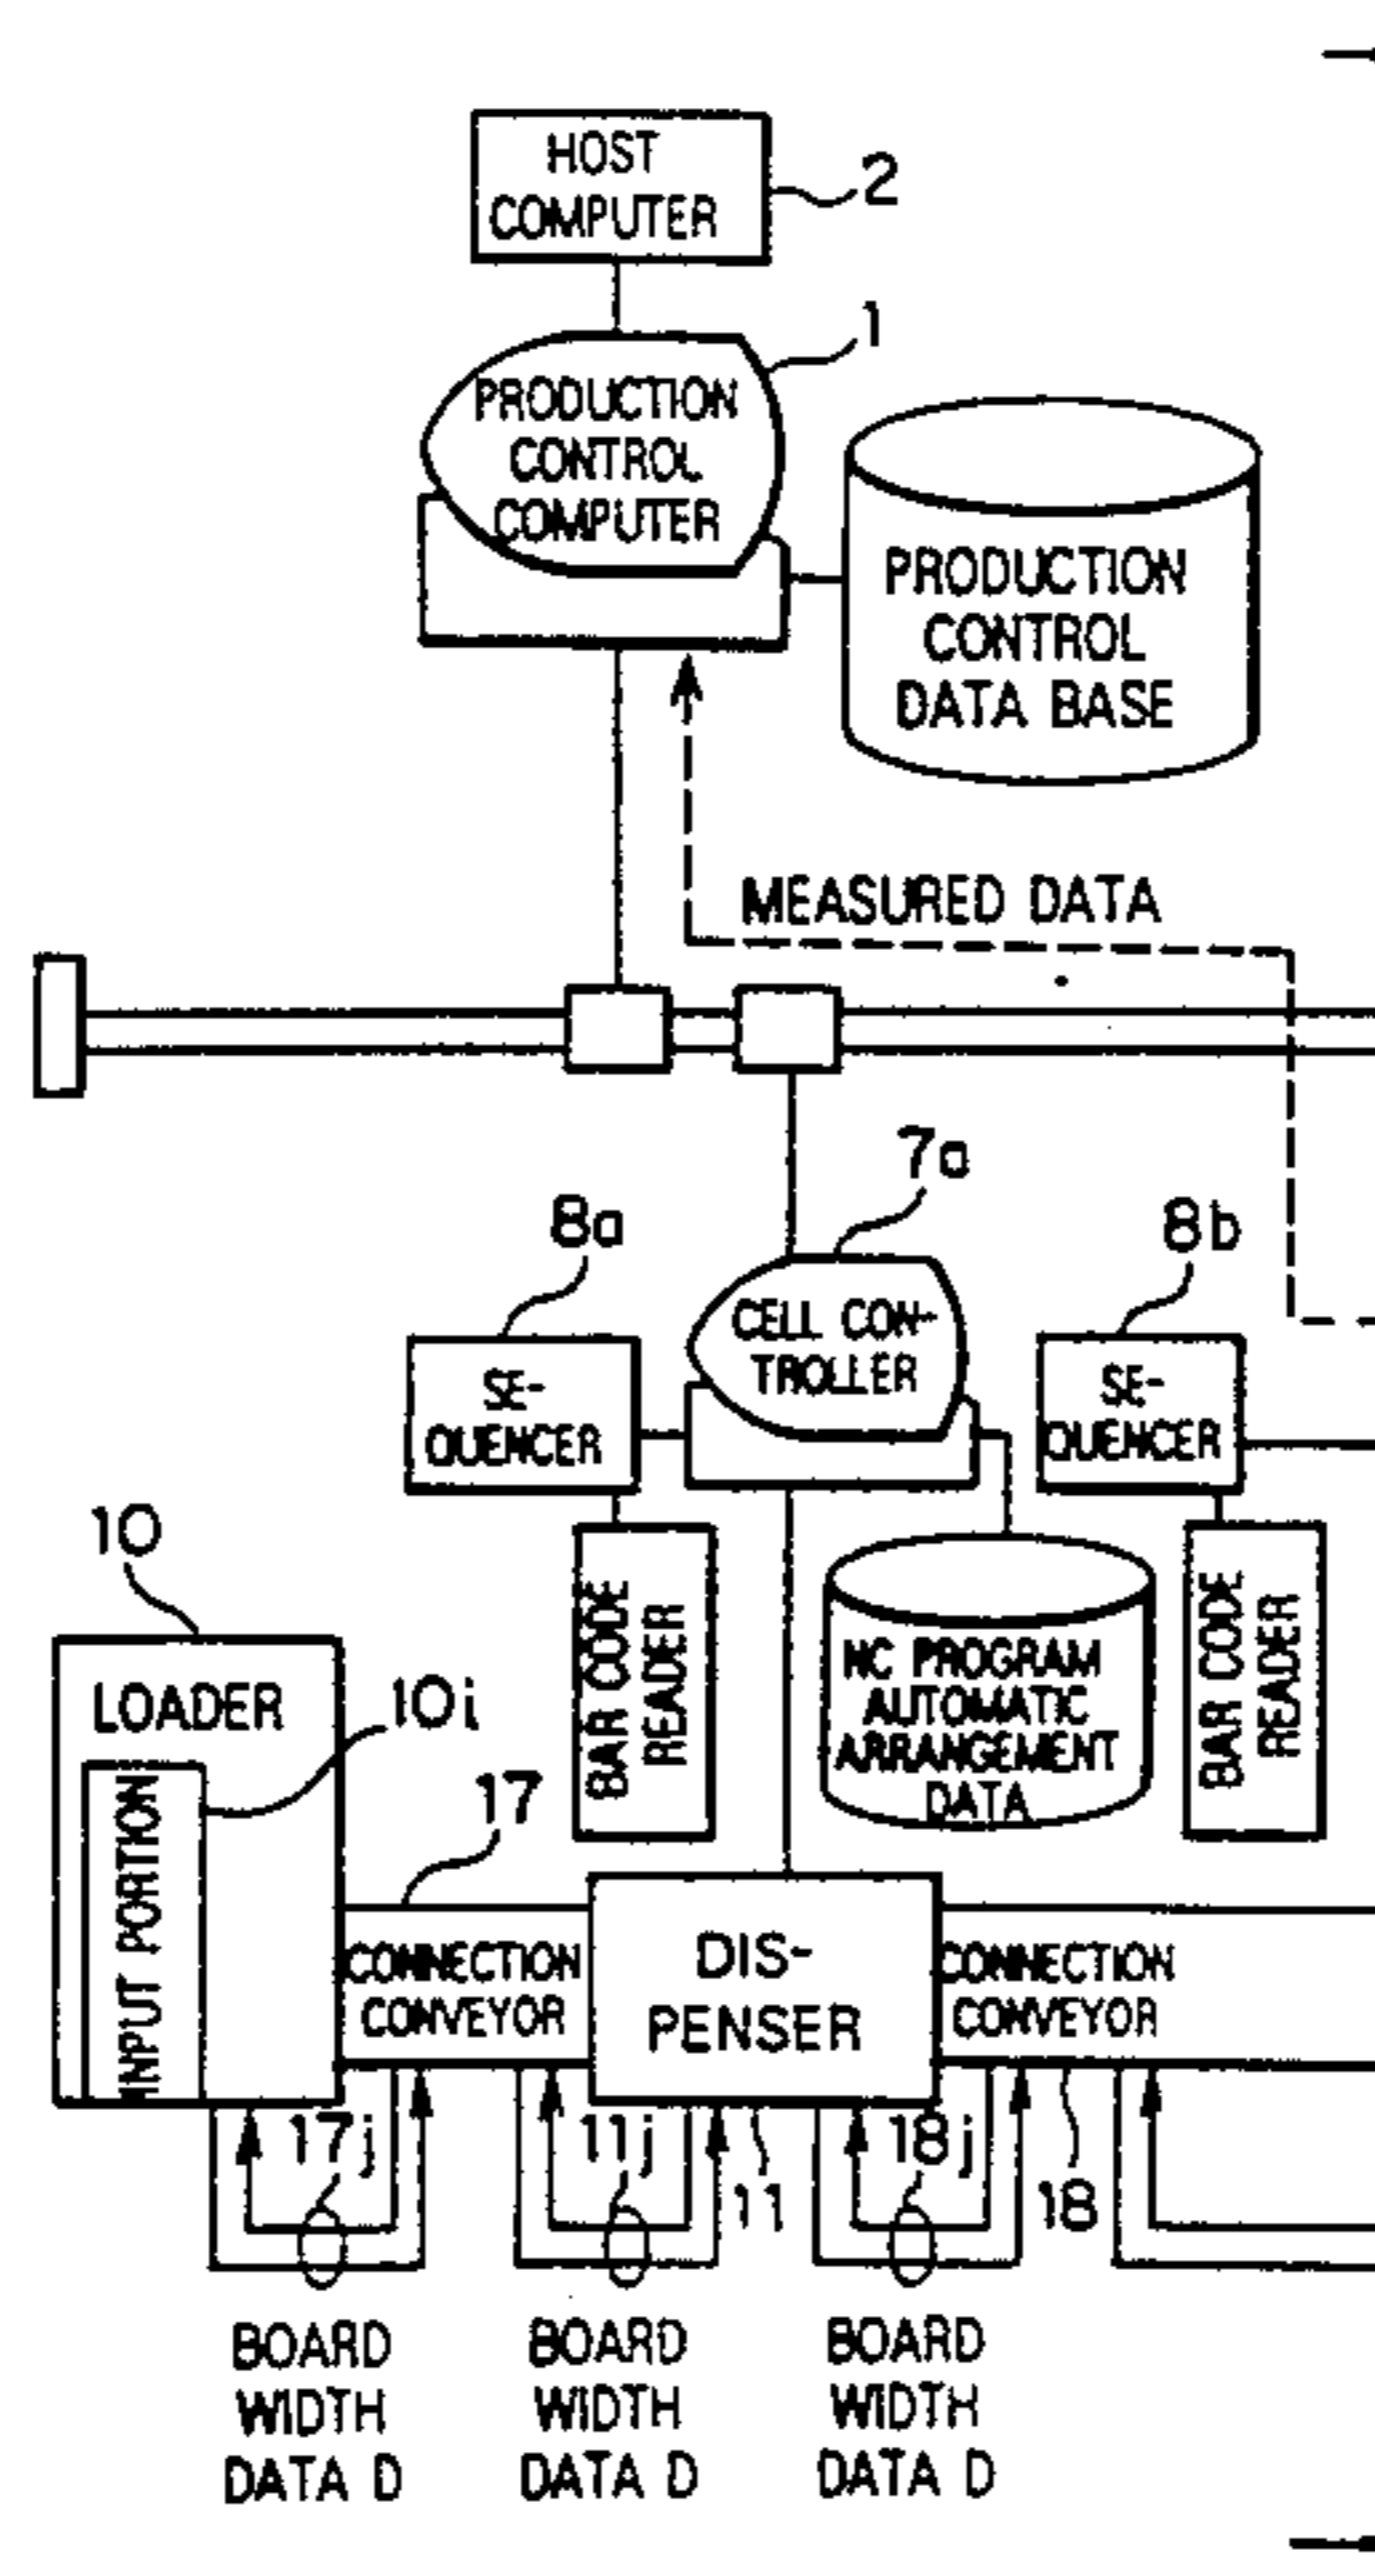 HOST
COMPUTER
2
1
PRODUCTION
CONTROL
COMPUTER
PRODUCTION
CONTROL
DATA BASE
MEASURED DATA
7a
8a
8b
CELL CON-
TROLLER
SE-
QUENCER
SE-
QUENCER
10
BAR CODE
READER
NC PROGRAM
AUTOMATIC
ARRANGEMENT
DATA
BAR CODE
READER
LOADER
10i
INPUT PORTION
17
CONNECTION
CONVEYOR
DIS-
PENSER
CONNECTION
CONVEYOR
17j
11j
11
18j
18
BOARD
WIDTH
DATA D
BOARD
WIDTH
DATA D
BOARD
WIDTH
DATA D